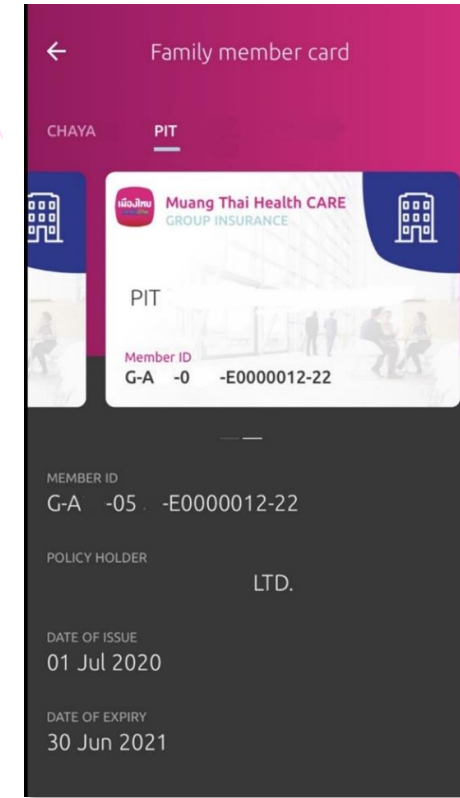 Family member card
CHAYA PIT
เมืองไทย
Muang Thai Health CARE
GROUP INSURANCE
PIT
Member ID
G-A -0 -E0000012-22
MEMBER ID
G-A -05 -E0000012-22
POLICY HOLDER
LTD.
DATE OF ISSUE
01 Jul 2020
DATE OF EXPIRY
30 Jun 2021